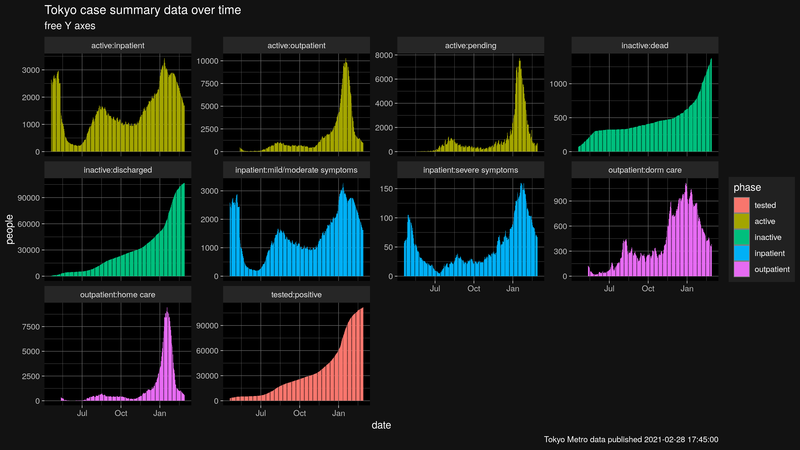 Tokyo case summary data over time
free Y axes
active:inpatient
active:outpatient
active:pending
inactive:dead
3000
2000
1000
0
10000
7500
5000
2500
0
8000
6000
4000
2000
0
1000
500
0
inactive:discharged
inpatient:mild/moderate symptoms
inpatient:severe symptoms
outpatient:dorm care
90000
60000
30000
0
3000
2000
1000
0
150
100
50
0
900
600
300
0
Jul Oct Jan
Jul Oct Jan
outpatient:home care
tested:positive
7500
5000
2500
0
90000
60000
30000
0
Jul Oct Jan
Jul Oct Jan
people
date
phase
tested
active
inactive
inpatient
outpatient
Tokyo Metro data published 2021-02-28 17:45:00